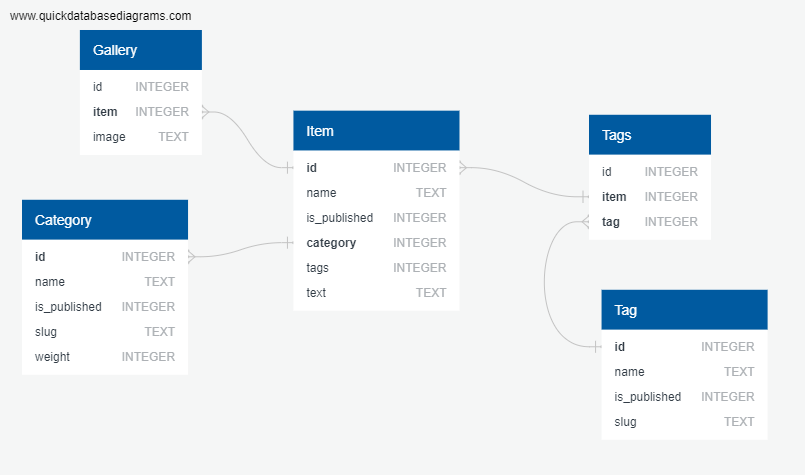 www.quickdatabasediagrams.com
Gallery
id INTEGER
item INTEGER
image TEXT
Category
id INTEGER
name TEXT
is_published INTEGER
slug TEXT
weight INTEGER
Item
id INTEGER
name TEXT
is_published INTEGER
category INTEGER
tags INTEGER
text TEXT
Tags
id INTEGER
item INTEGER
tag INTEGER
Tag
id INTEGER
name TEXT
is_published INTEGER
slug TEXT